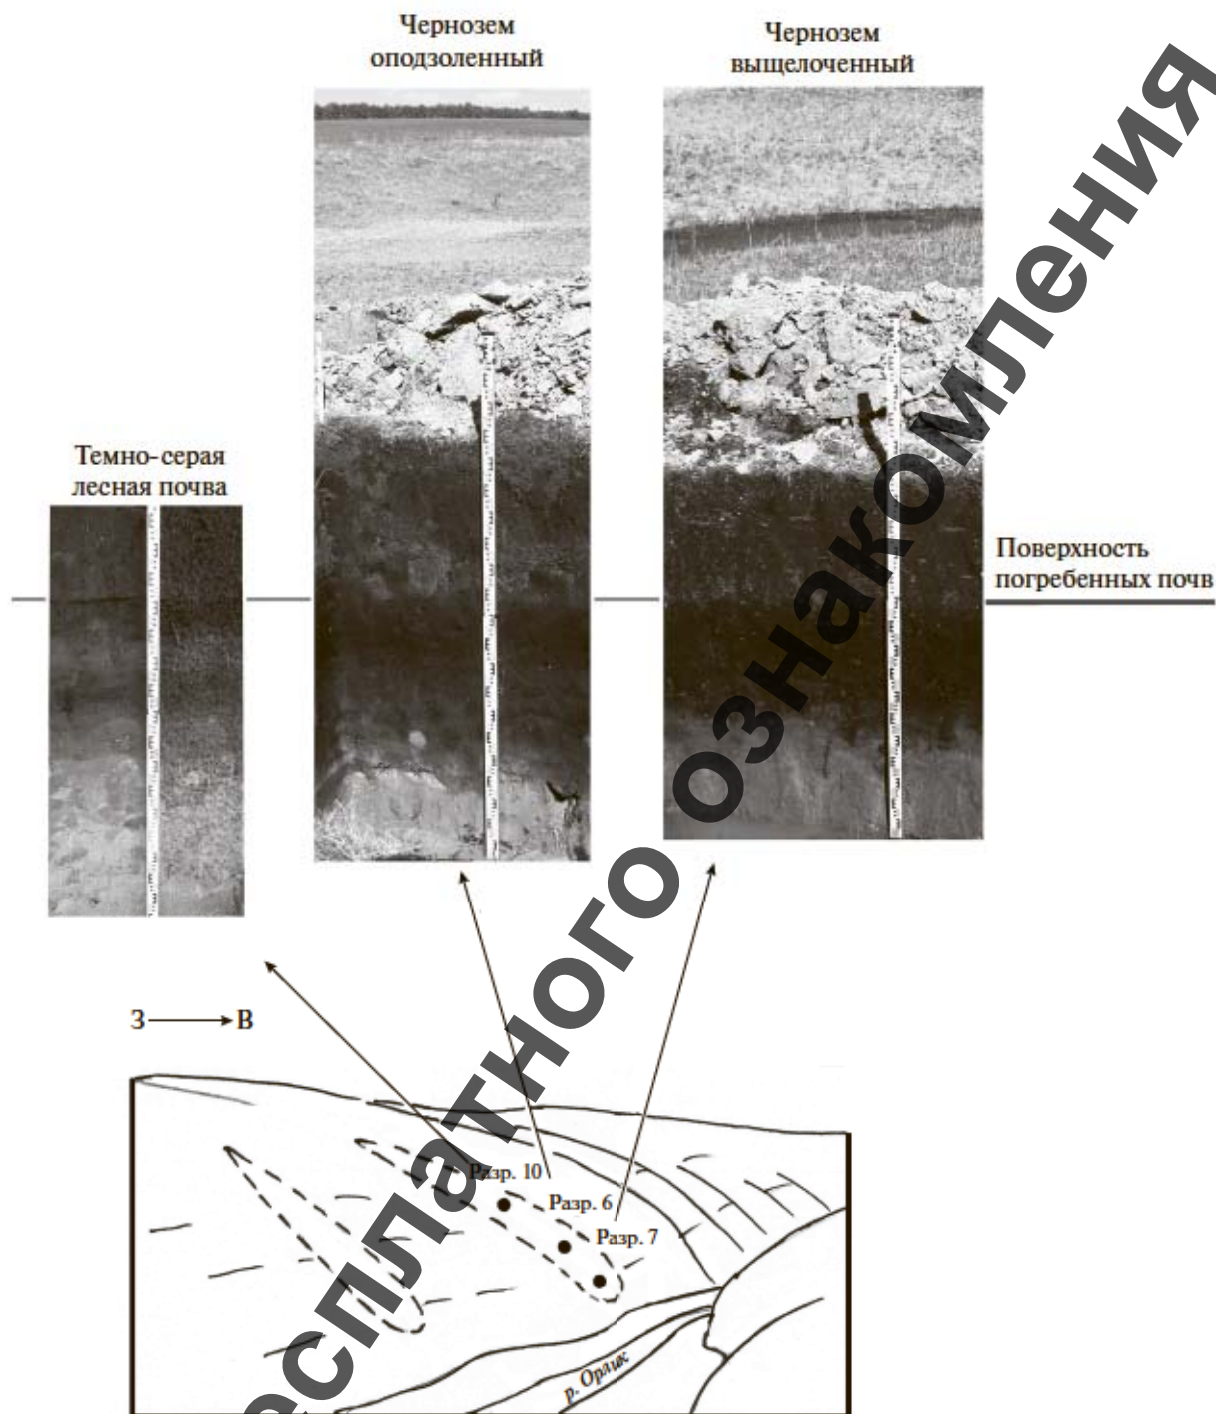 Чернозем
оподзоленный
Чернозем
выщелоченный
Темно-серая
лесная почва
Поверхность
погребенных почв
З В
Разр. 10
Разр. 6
Разр. 7
р. Орлик
есплатного ознакомления